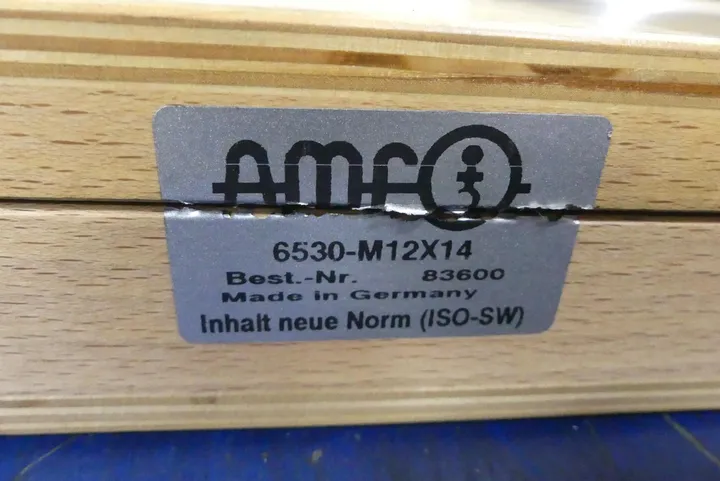 AMF
6530-M12X14
Best.-Nr. 83600
Made in Germany
Inhalt neue Norm (ISO-SW)